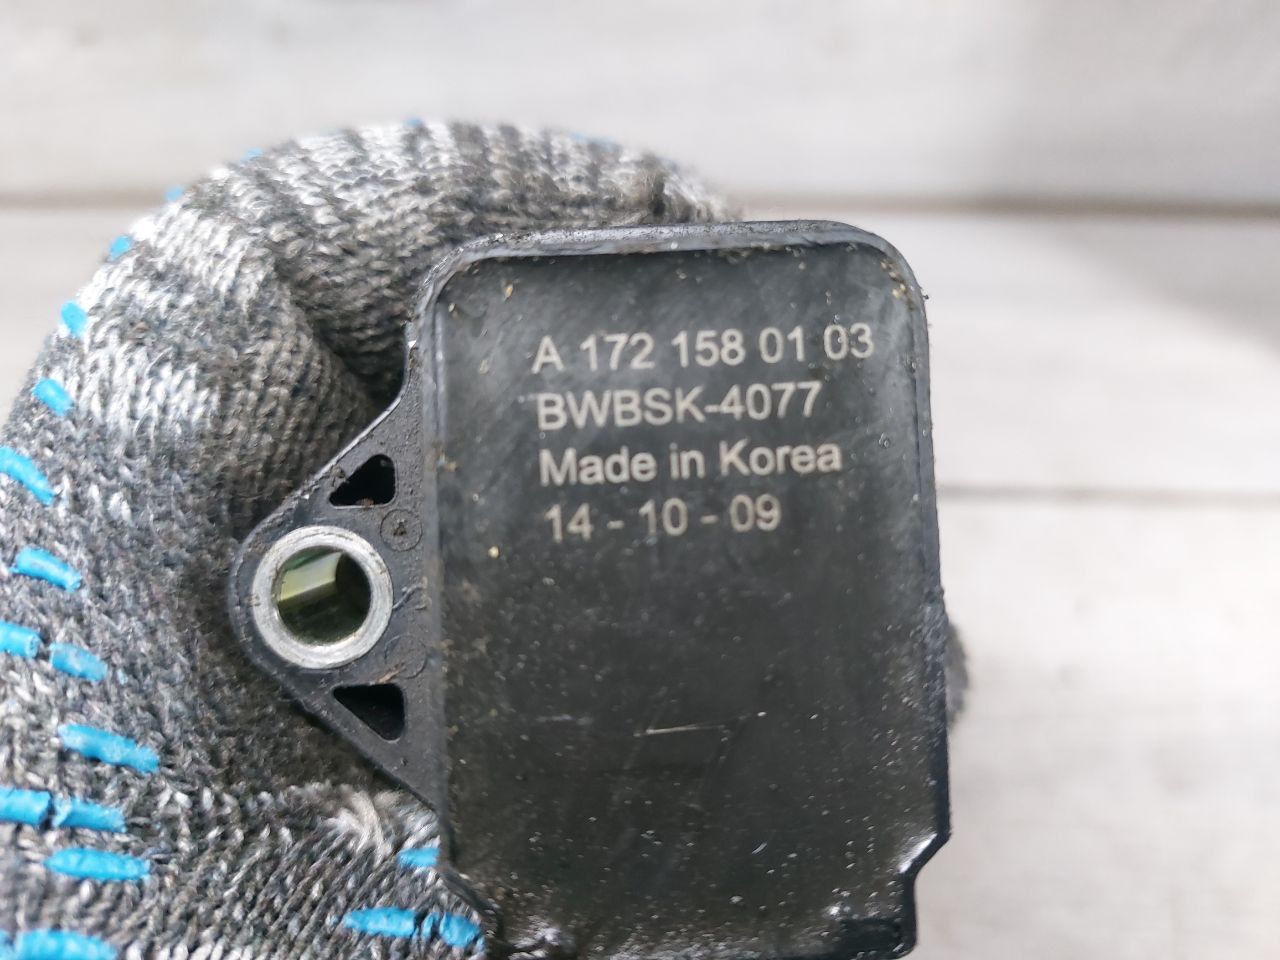 A 172 158 01 03
BWBSK-4077
Made in Korea
14 - 10 - 09